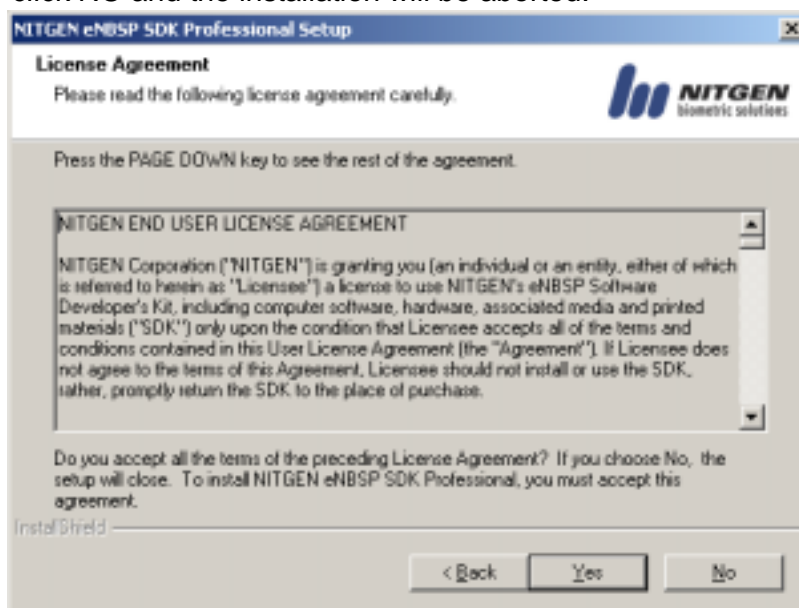 click NO and the installation will be aborted.
NITGEN eNBSP SDK Professional Setup
License Agreement
Please read the following license agreement carefully.
NITGEN
biometric solutions
Press the PAGE DOWN key to see the rest of the agreement.
NITGEN END USER LICENSE AGREEMENT
NITGEN Corporation ("NITGEN") is granting you (an individual or an entity, either of which
is referred to herein as "Licensee") a license to use NITGEN's eNBSP Software
Developer's Kit, including computer software, hardware, associated media and printed
materials ("SDK") only upon the condition that Licensee accepts all of the terms and
conditions contained in this User License Agreement (the "Agreement"). If Licensee does
not agree to the terms of this Agreement, Licensee should not install or use the SDK,
rather, promptly return the SDK to the place of purchase.
Do you accept all the terms of the preceding License Agreement? If you choose No, the
setup will close. To install NITGEN eNBSP SDK Professional, you must accept this
agreement.
InstallShield
< Back Yes No